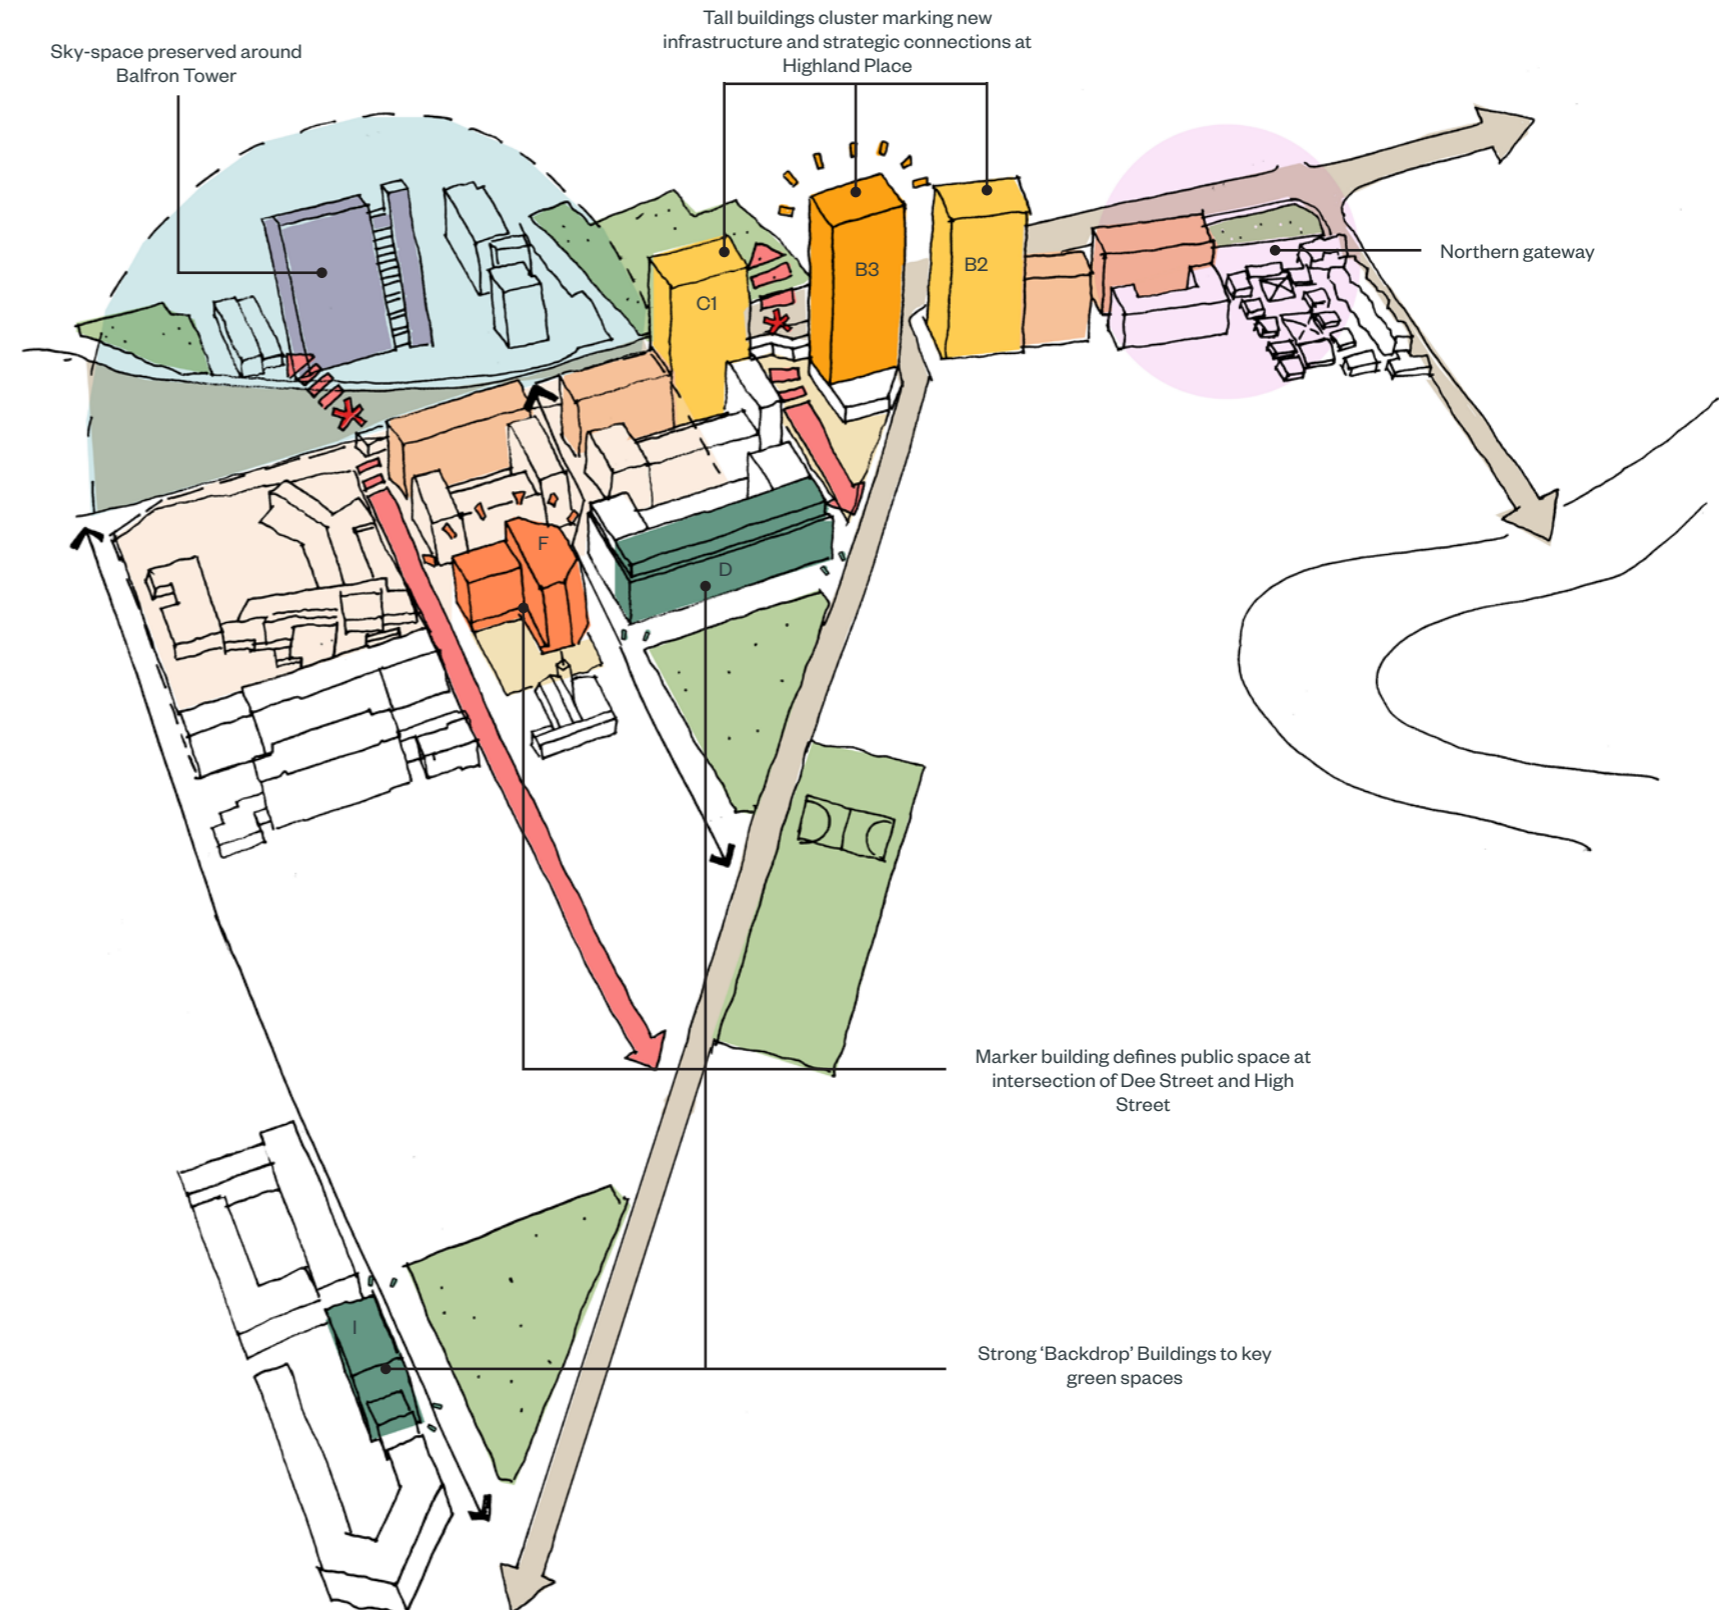 Tall buildings cluster marking new
infrastructure and strategic connections at
Highland Place
Sky-space preserved around
Balfron Tower
Northern gateway
B3
B2
C1
F
D
Marker building defines public space at
intersection of Dee Street and High
Street
I
Strong ‘Backdrop’ Buildings to key
green spaces